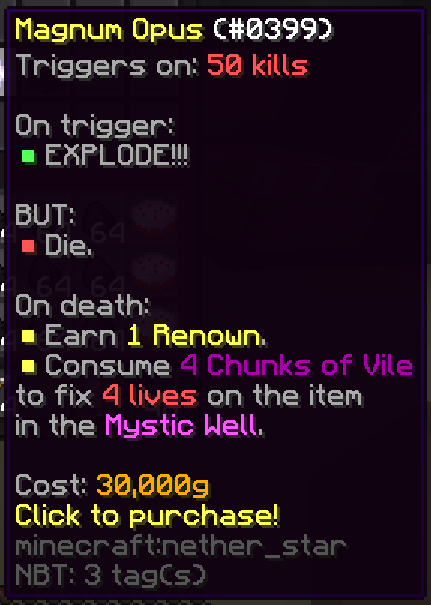 Magnum Opus (#0399)
Triggers on: 50 kills
On trigger:
■ EXPLODE!!!
BUT:
■ Die.
On death:
■ Earn 1 Renown.
■ Consume 4 Chunks of Vile
to fix 4 lives on the item
in the Mystic Well.
Cost: 30,000g
Click to purchase!
minecraft:nether_star
NBT: 3 tag(s)
64
64